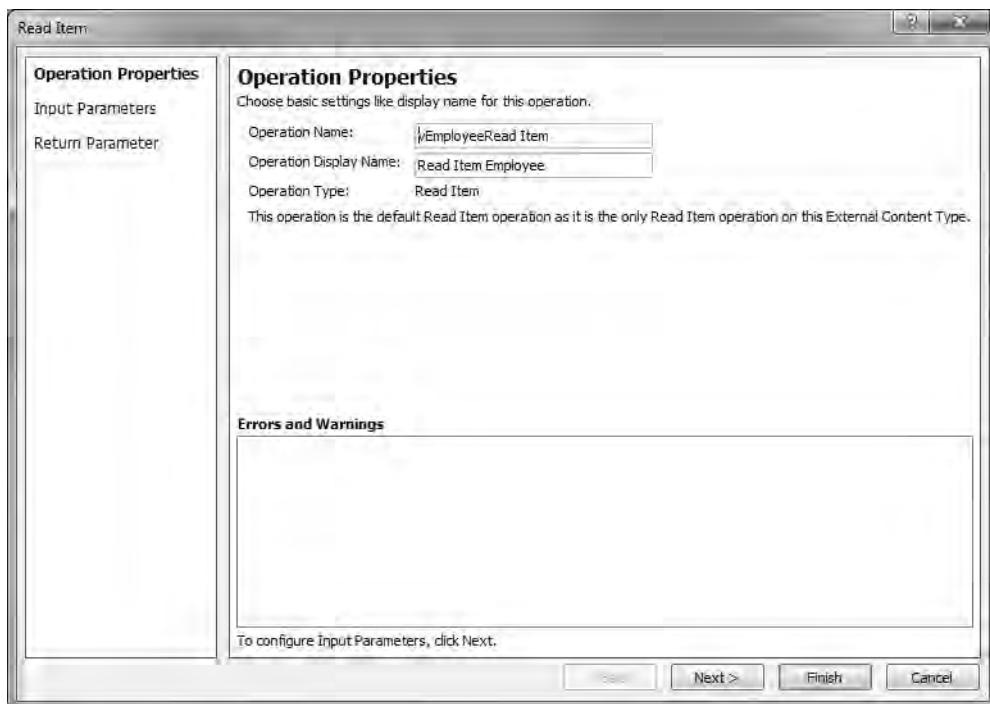 Read Item
Operation Properties
Input Parameters
Return Parameter
Operation Properties
Choose basic settings like display name for this operation.
Operation Name: vEmployeeRead Item
Operation Display Name: Read Item Employee
Operation Type: Read Item
This operation is the default Read Item operation as it is the only Read Item operation on this External Content Type.
Errors and Warnings
To configure Input Parameters, click Next.
Next > Finish Cancel